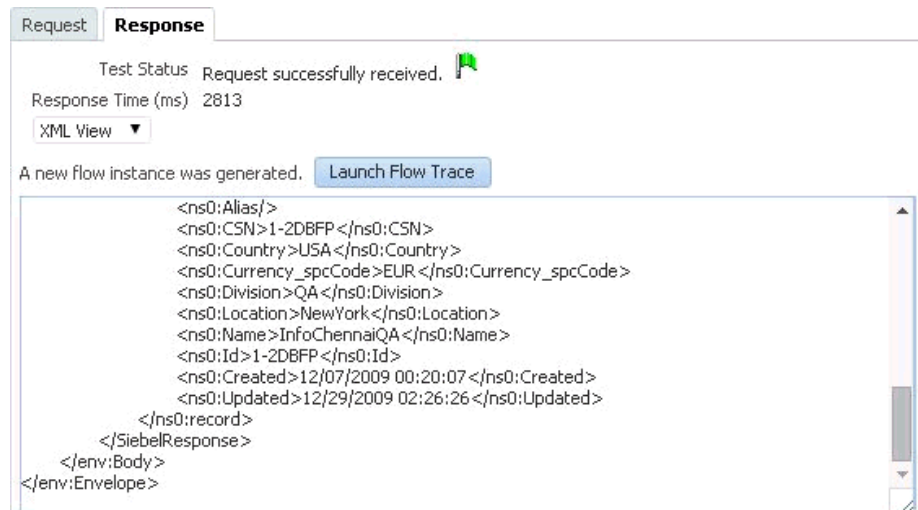 Request Response
Test Status Request successfully received.
Response Time (ms) 2813
XML View
A new flow instance was generated. Launch Flow Trace
<ns0:Alias/>
<ns0:CSN>1-2DBFP</ns0:CSN>
<ns0:Country>USA</ns0:Country>
<ns0:Currency_spcCode>EUR</ns0:Currency_spcCode>
<ns0:Division>QA</ns0:Division>
<ns0:Location>NewYork</ns0:Location>
<ns0:Name>InfoChennaiQA</ns0:Name>
<ns0:Id>1-2DBFP</ns0:Id>
<ns0:Created>12/07/2009 00:20:07</ns0:Created>
<ns0:Updated>12/29/2009 02:26:26</ns0:Updated>
</ns0:record>
</SiebelResponse>
</env:Body>
</env:Envelope>